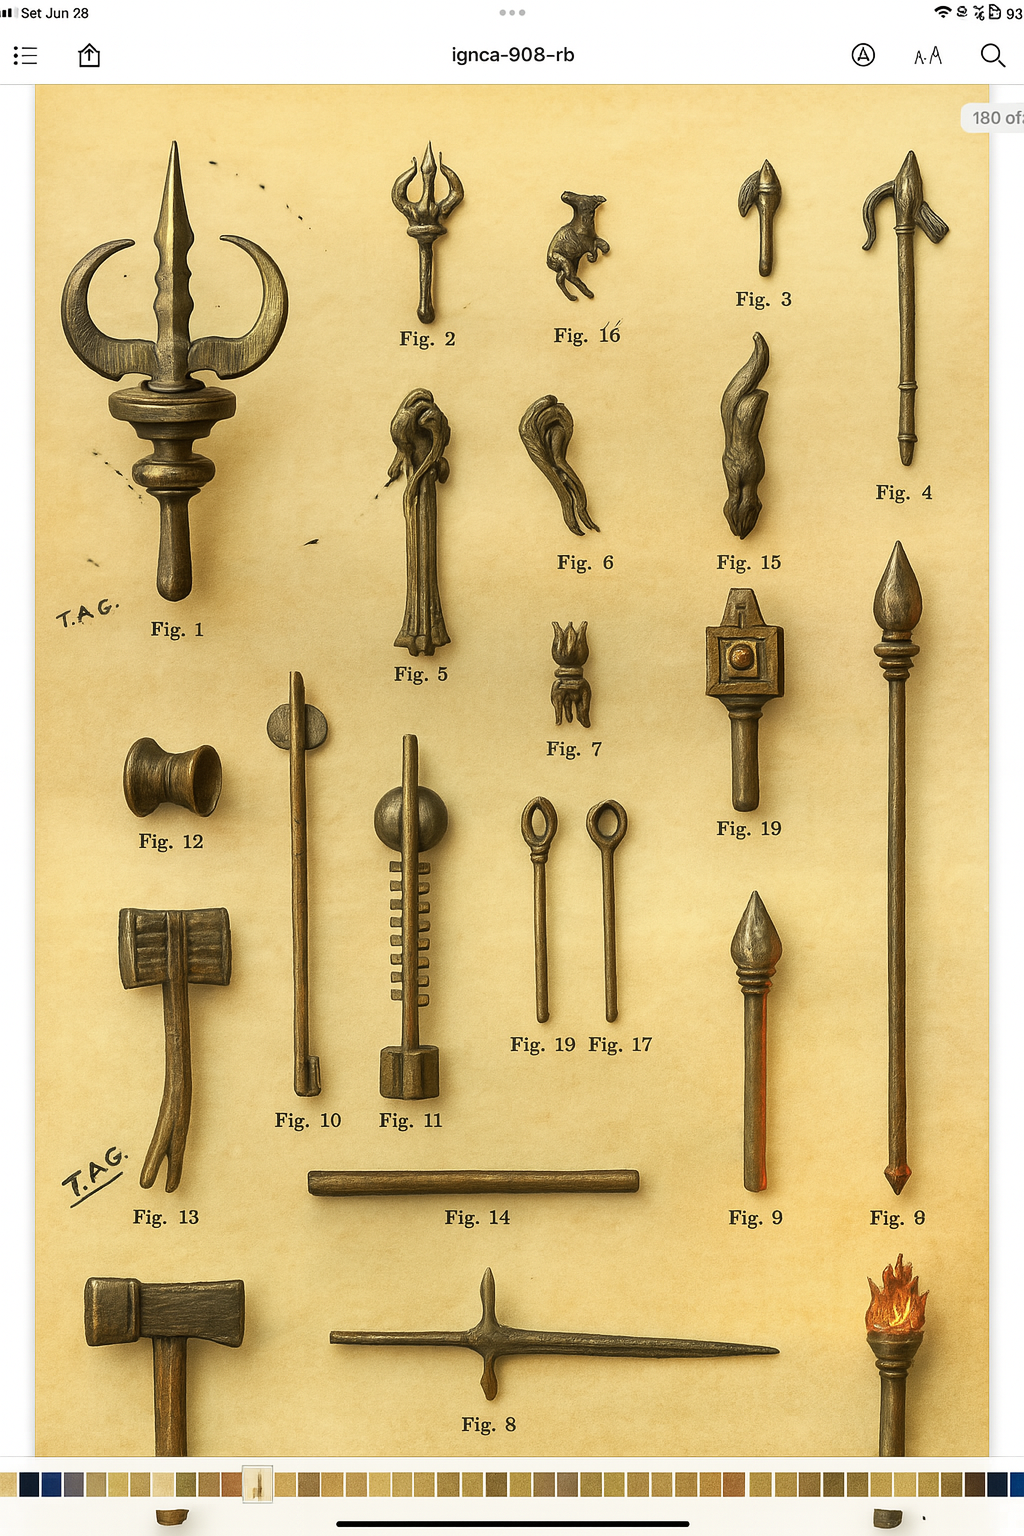 Set Jun 28
93
ignca-908-rb
A A
180 of
Fig. 2
Fig. 16
Fig. 3
Fig. 4
T.A G.
Fig. 1
Fig. 5
Fig. 6
Fig. 15
Fig. 7
Fig. 12
Fig. 19
Fig. 10
Fig. 11
Fig. 19
Fig. 17
T.AG.
Fig. 13
Fig. 14
Fig. 9
Fig. 8